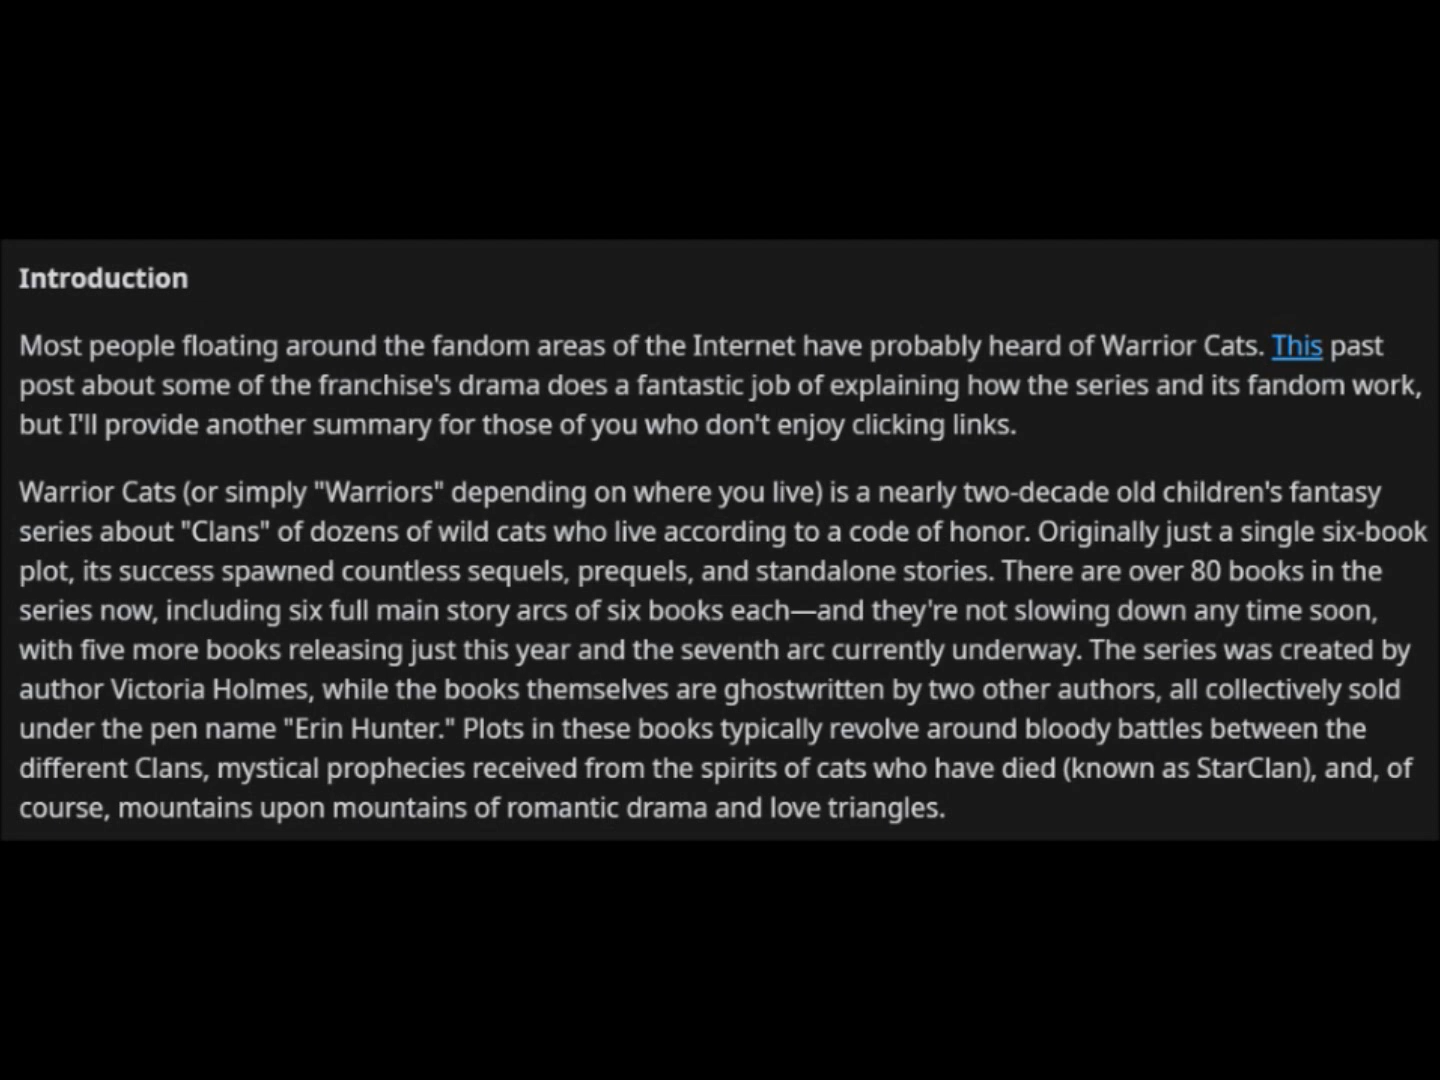 Introduction
Most people floating around the fandom areas of the Internet have probably heard of Warrior Cats. This past
post about some of the franchise's drama does a fantastic job of explaining how the series and its fandom work,
but I'll provide another summary for those of you who don't enjoy clicking links.
Warrior Cats (or simply "Warriors" depending on where you live) is a nearly two-decade old children's fantasy
series about "Clans" of dozens of wild cats who live according to a code of honor. Originally just a single six-book
plot, its success spawned countless sequels, prequels, and standalone stories. There are over 80 books in the
series now, including six full main story arcs of six books each—and they're not slowing down any time soon,
with five more books releasing just this year and the seventh arc currently underway. The series was created by
author Victoria Holmes, while the books themselves are ghostwritten by two other authors, all collectively sold
under the pen name "Erin Hunter." Plots in these books typically revolve around bloody battles between the
different Clans, mystical prophecies received from the spirits of cats who have died (known as StarClan), and, of
course, mountains upon mountains of romantic drama and love triangles.